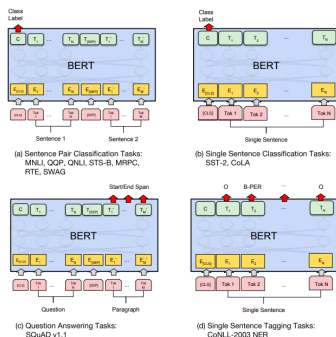 Class
Label
C T1 ... TN T[SEP] T1' ... TM'
BERT
E[CLS] E1 ... EN E[SEP] E1' ... EM'
[CLS] Tok 1 ... Tok N [SEP] Tok 1 ... Tok M
Sentence 1 Sentence 2
(a) Sentence Pair Classification Tasks:
MNLI, QQP, QNLI, STS-B, MRPC,
RTE, SWAG
Class
Label
C T1 T2 ... TN
BERT
E[CLS] E1 E2 ... EN
[CLS] Tok 1 Tok 2 ... Tok N
Single Sentence
(b) Single Sentence Classification Tasks:
SST-2, CoLA
Start/End Span
C T1 ... TN T[SEP] T1' ... TM'
BERT
E[CLS] E1 ... EN E[SEP] E1' ... EM'
[CLS] Tok 1 ... Tok N [SEP] Tok 1 ... Tok M
Question Paragraph
(c) Question Answering Tasks:
SQuAD v1.1
O B-PER ... O
C T1 T2 ... TN
BERT
E[CLS] E1 E2 ... EN
[CLS] Tok 1 Tok 2 ... Tok N
Single Sentence
(d) Single Sentence Tagging Tasks:
CoNLL-2003 NER